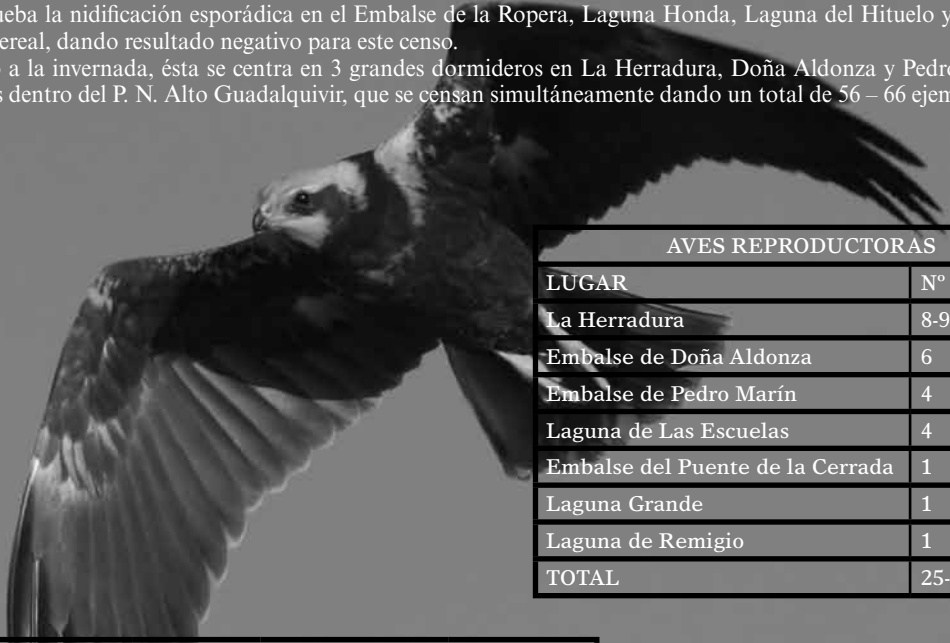 la nidificación esporádica en el Embalse de la Ropera, Laguna Honda, Laguna del Hituelo y
dando resultado negativo para este censo.
a la invernada, ésta se centra en 3 grandes dormideros en La Herradura, Doña Aldonza y Pedro
dentro del P. N. Alto Guadalquivir, que se censan simultáneamente dando un total de 56 – 66
AVES REPRODUCTORAS
LUGAR Nº
La Herradura 8-9
Embalse de Doña Aldonza 6
Embalse de Pedro Marín 4
Laguna de Las Escuelas 4
Embalse del Puente de la Cerrada 1
Laguna Grande 1
Laguna de Remigio 1
TOTAL 25-